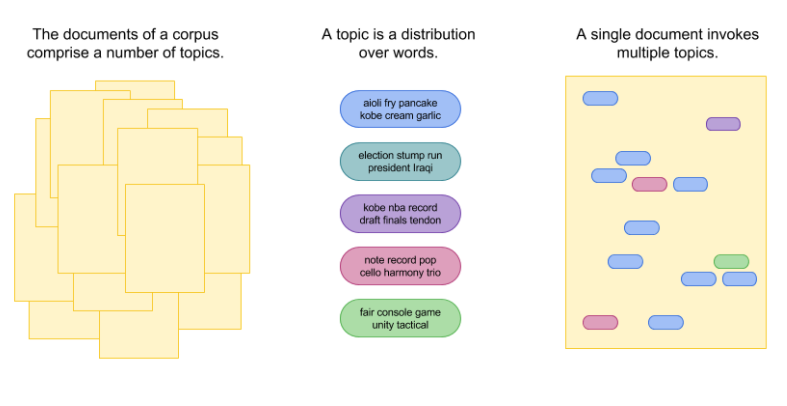 The documents of a corpus
comprise a number of topics.
A topic is a distribution
over words.
A single document invokes
multiple topics.
aioli fry pancake
kobe cream garlic
election stump run
president Iraqi
kobe nba record
draft finals tendon
note record pop
cello harmony trio
fair console game
unity tactical